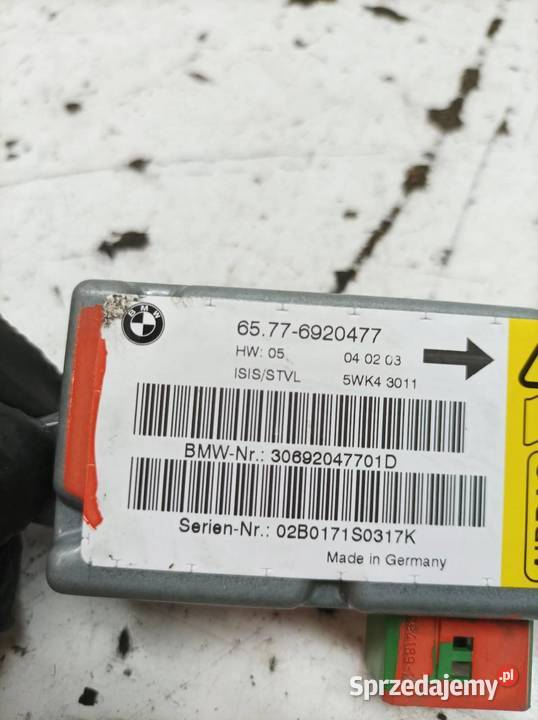 BMW
65.77-6920477
HW: 05 04 02 03
ISIS/STVL 5WK4 3011
BMW-Nr.: 30692047701D
Serien-Nr.: 02B0171S0317K
Made in Germany
Sprzedajemy.pl